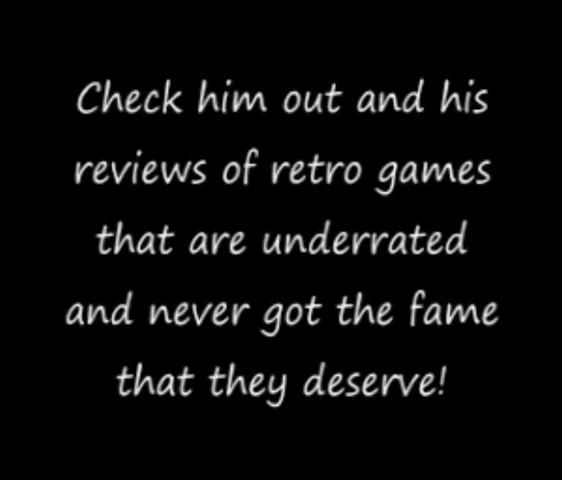 Check him out and his
reviews of retro games
that are underrated
and never got the fame
that they deserve!